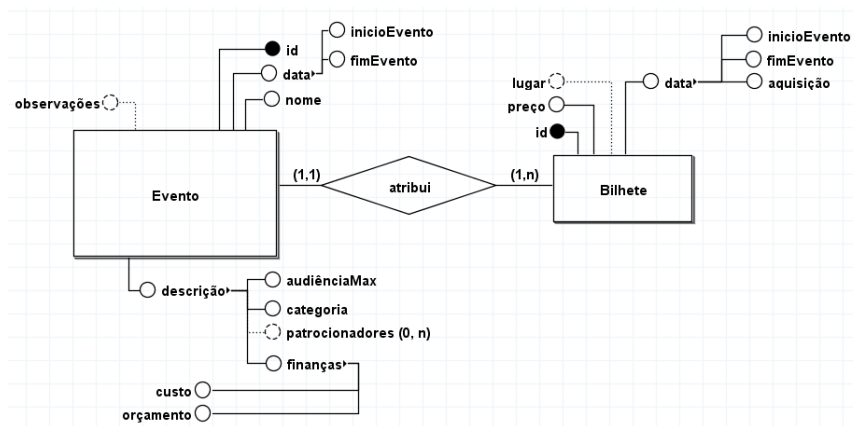 id
data
inicioEvento
fimEvento
nome
observações
Evento
(1,1)
atribui
(1,n)
Bilhete
lugar
preço
id
data
inicioEvento
fimEvento
aquisição
descrição
audiênciaMax
categoria
patrocionadores (0, n)
finanças
custo
orçamento